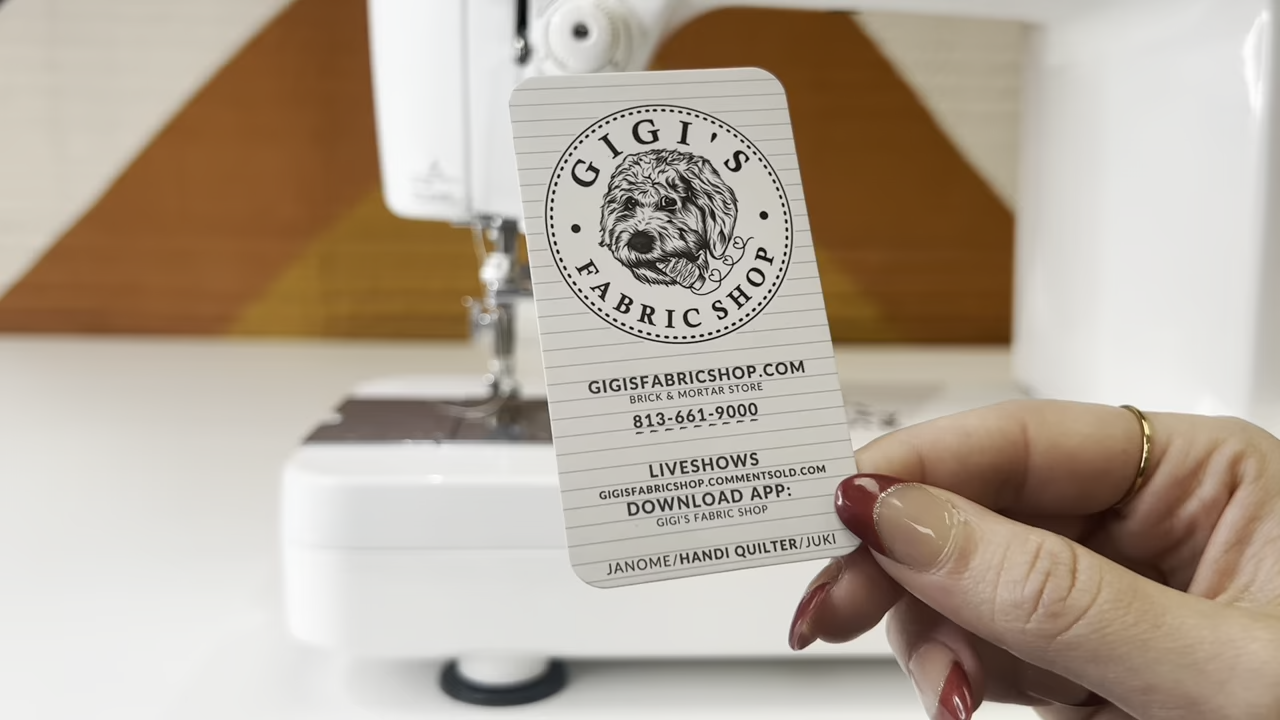 GIGI'S
FABRIC SHOP
GIGISFABRICSHOP.COM
BRICK & MORTAR STORE
813-661-9000
LIVESHOWS
GIGISFABRICSHOP.COMMENTSOLD.COM
DOWNLOAD APP:
GIGI'S FABRIC SHOP
JANOME/HANDI QUILTER/JUKI